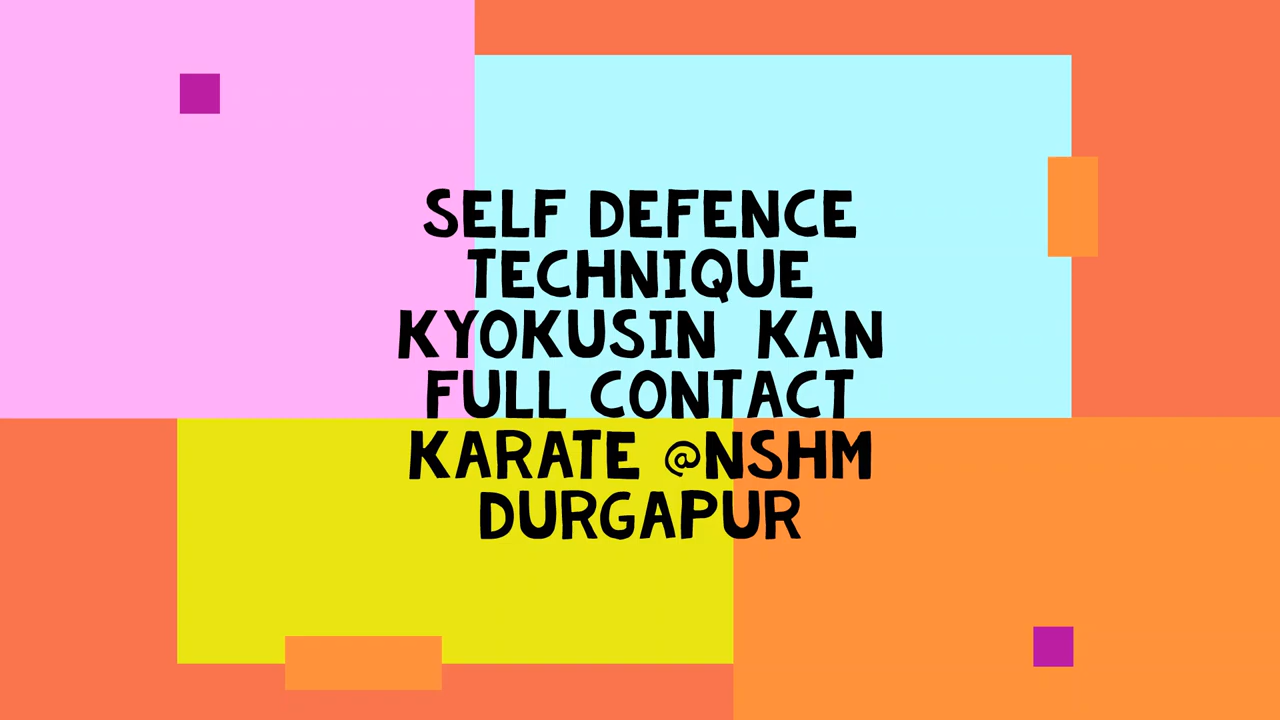 SELF DEFENCE
TECHNIQUE
KYOKUSIN KAN
FULL CONTACT
KARATE @NSHM
DURGAPUR